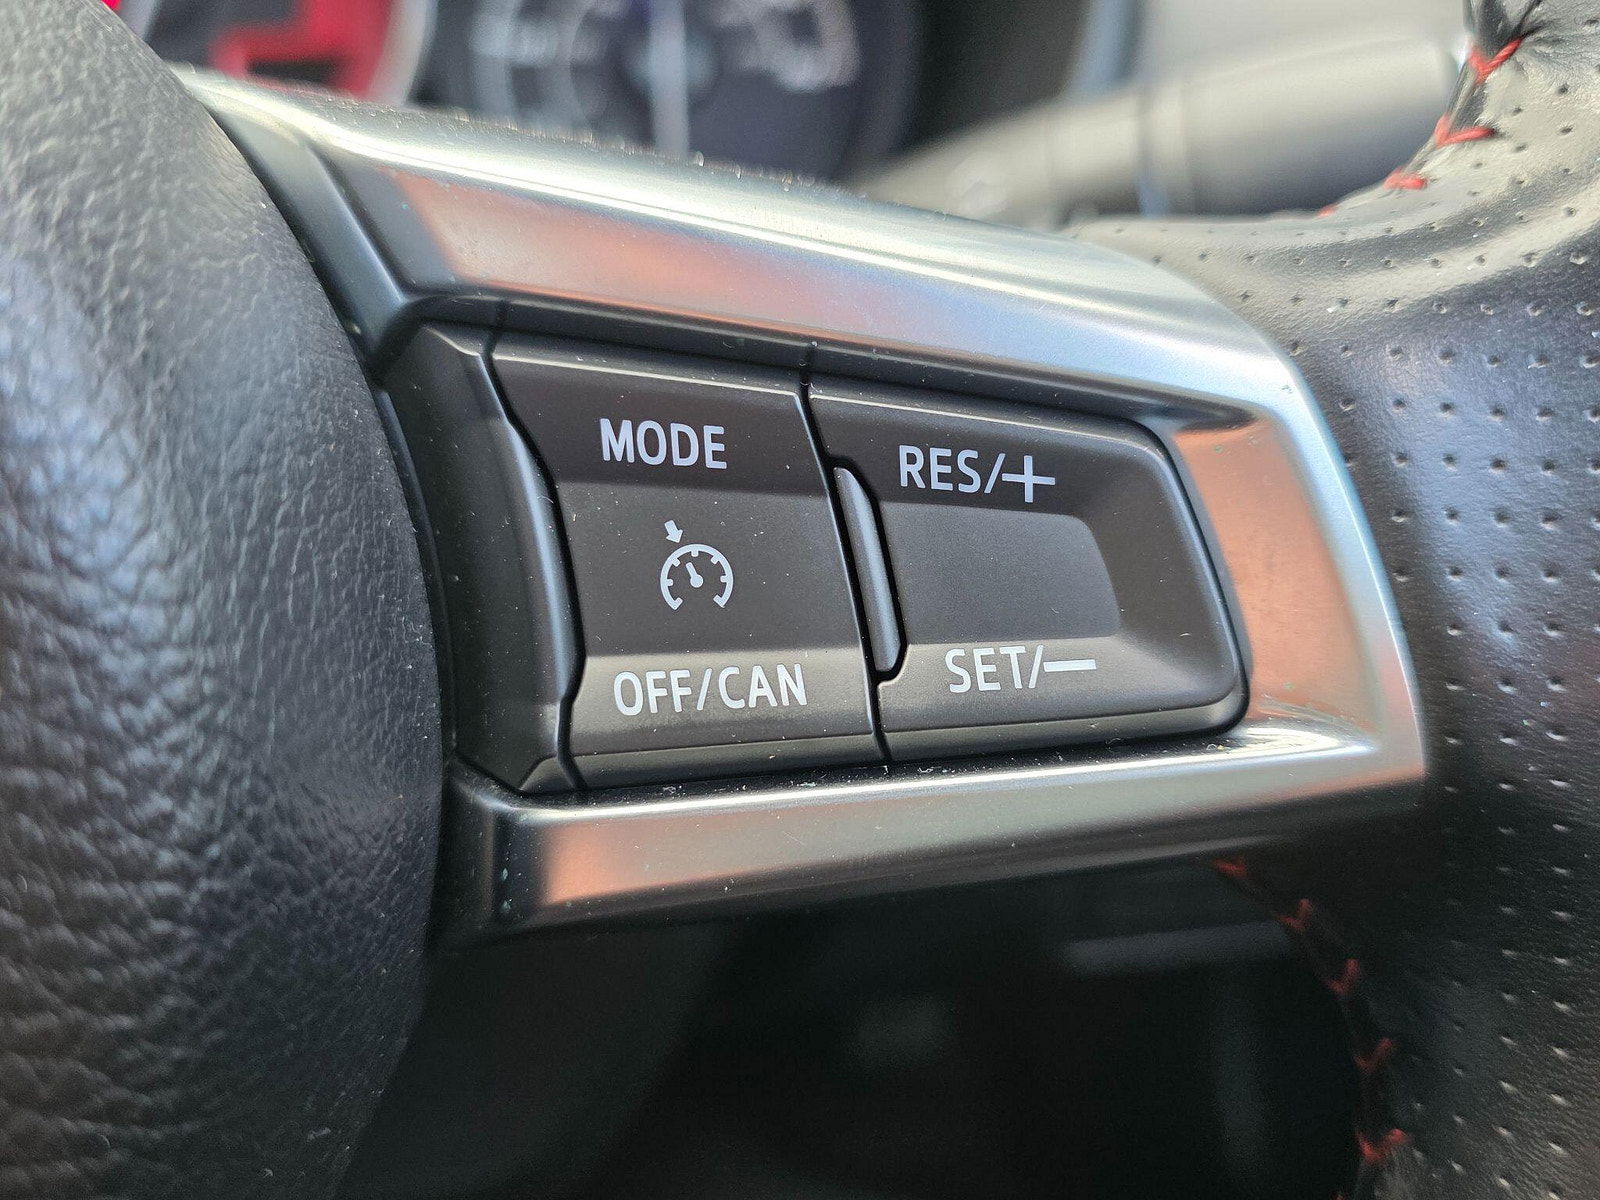 MODE
OFF/CAN
RES/+
SET/—